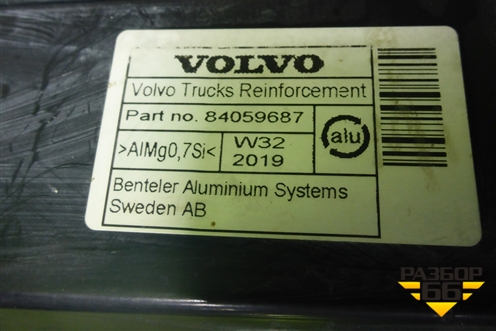 VOLVO
Volvo Trucks Reinforcement
Part no. 84059687
>AlMg0,7Si<
W32
2019
alu
Benteler Aluminium Systems
Sweden AB
РАЗБОР
66